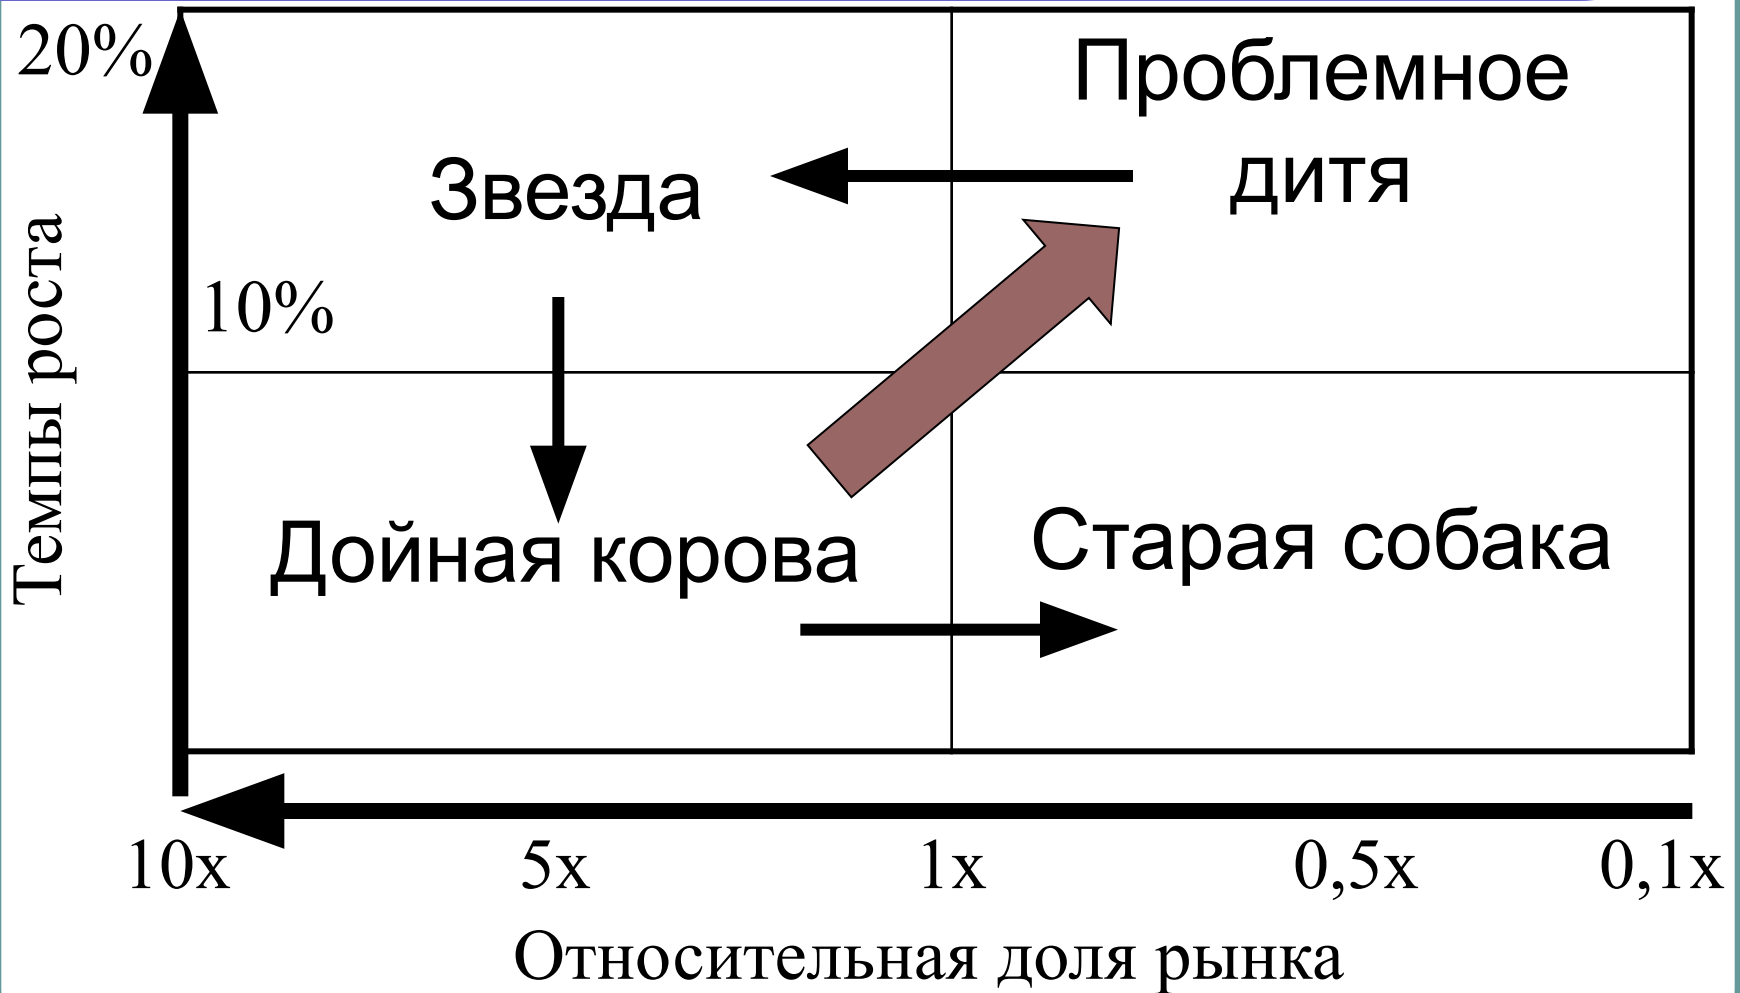 20%
Проблемное
дитя
Звезда
10%
Темпы роста
Дойная корова
Старая собака
10x
5x
1x
0,5x
0,1x
Относительная доля рынка